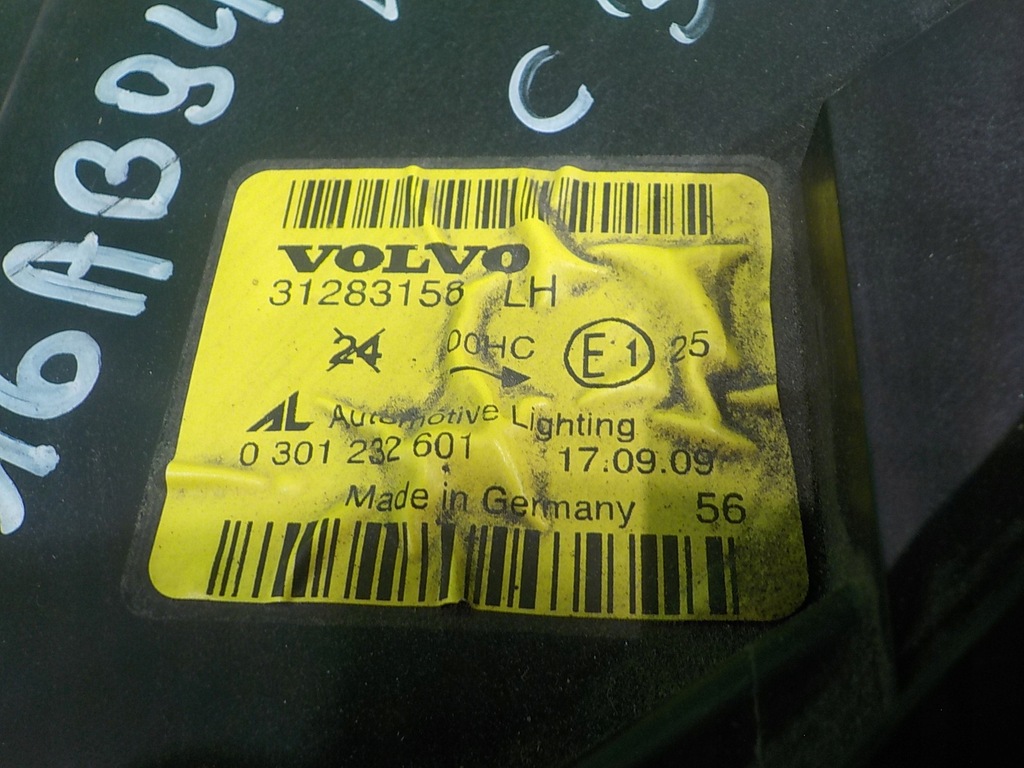 VOLVO
31283158 LH
24 00HC E1 25
AL Automotive Lighting
0 301 232 601 17.09.09
Made in Germany 56